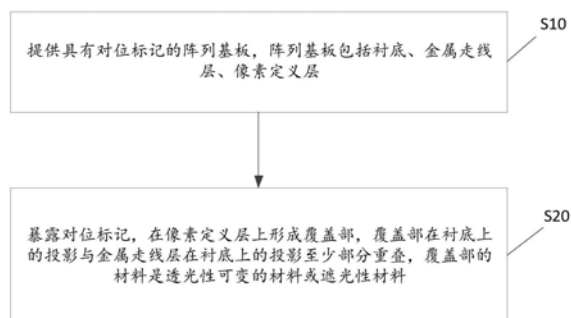 S10
提供具有对位标记的阵列基板，阵列基板包括衬底、金属走线
层、像素定义层
S20
暴露对位标记，在像素定义层上形成覆盖部，覆盖部在衬底上
的投影与金属走线层在衬底上的投影至少部分重叠，覆盖部的
材料是透光性可变的材料或遮光性材料